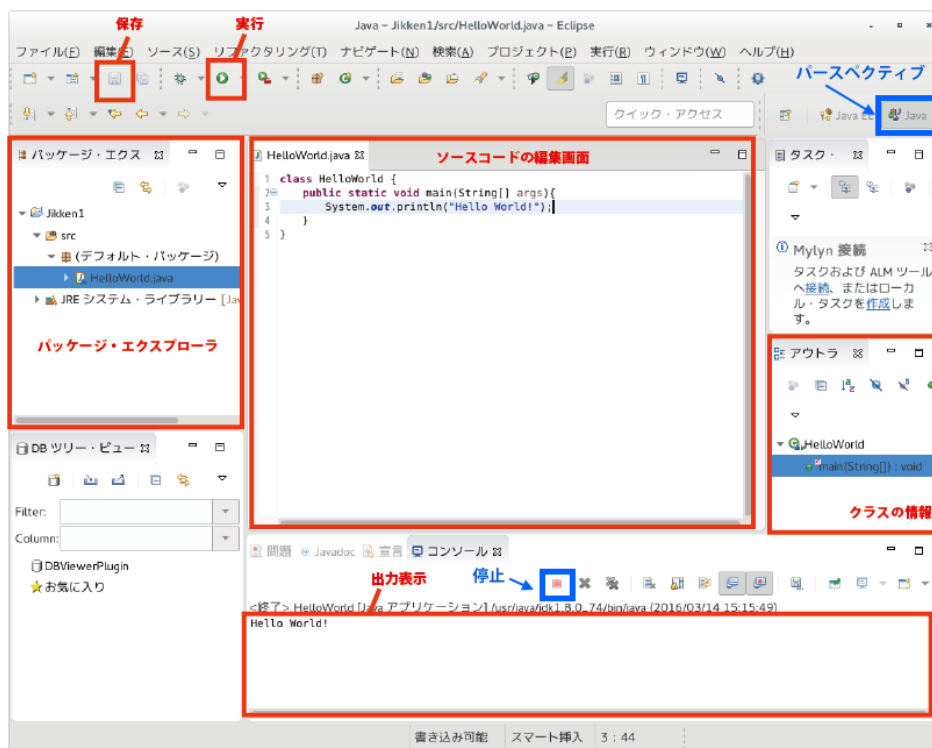 保存
実行
Java – Jikken1/src/HelloWorld.java – Eclipse
ファイル(F) 編集(E) ソース(S) リファクタリング(T) ナビゲート(N) 検索(A) プロジェクト(P) 実行(R) ウィンドウ(W) ヘルプ(H)
パースペクティブ
クイック・アクセス
Java EE
Java
パッケージ・エクス
Jikken1
src
(デフォルト・パッケージ)
HelloWorld.java
JRE システム・ライブラリー [Jav
パッケージ・エクスプローラ
HelloWorld.java
ソースコードの編集画面
1 class HelloWorld {
2 public static void main(String[] args){
3 System.out.println("Hello World!");
4 }
5 }
タスク・
Mylyn 接続
タスクおよび ALM ツール
へ接続、またはローカ
ル・タスクを作成しま
す。
アウトラ
HelloWorld
main(String[]) : void
クラスの情報
DB ツリー・ビュー
Filter:
Column:
DBViewerPlugin
お気に入り
問題 Javadoc 宣言 コンソール
出力表示
停止
<終了> HelloWorld [Java アプリケーション] /usr/java/jdk1.8.0_74/bin/java (2016/03/14 15:15:49)
Hello World!
書き込み可能 スマート挿入 3 : 44